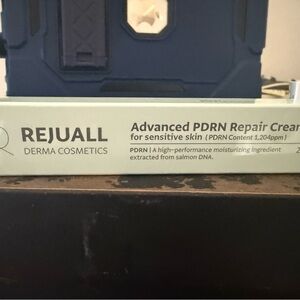 REJUALL
DERMA COSMETICS
Advanced PDRN Repair Crea
for sensitive skin ( PDRN Content 1,204ppm )
PDRN | A high-performance moisturizing ingredient
extracted from salmon DNA.